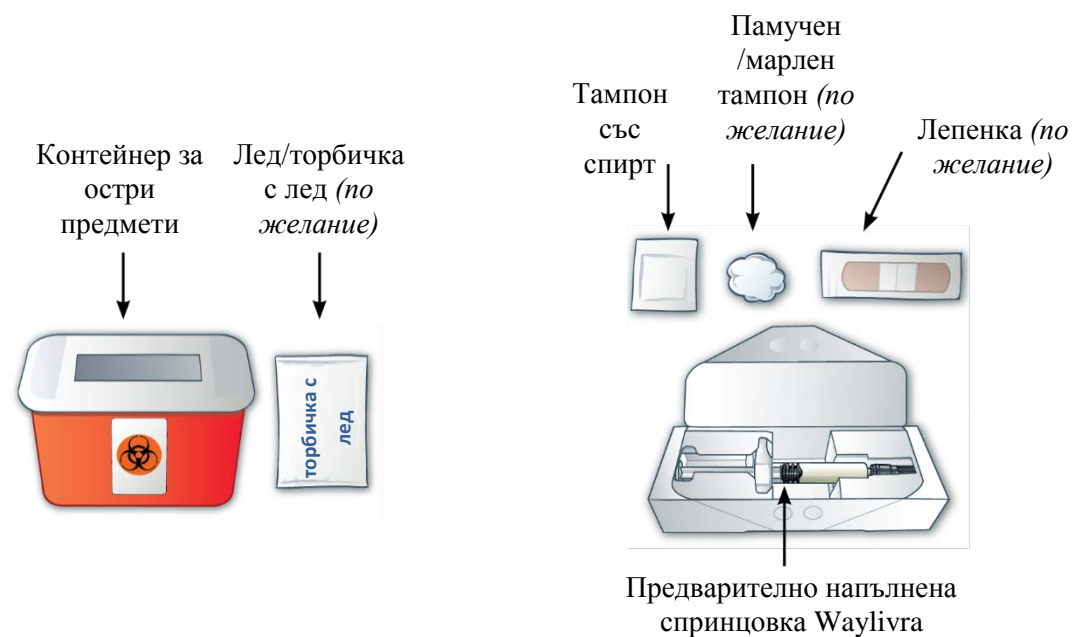 Контейнер за
остри
предмети
Лед/торбичка
с лед (по
желание)
торбичка с
лед
Тампон
със
спирт
Памучен
/марлен
тампон (по
желание)
Лепенка (по
желание)
Предварително напълнена
спринцовка Waylivra